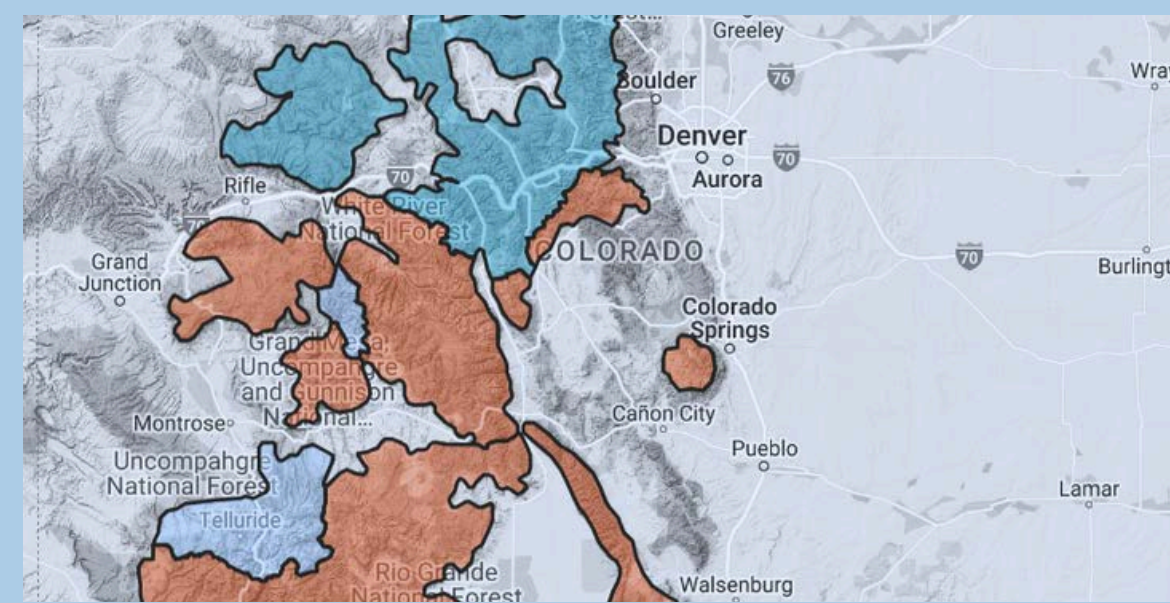 Forest...
Greeley
Boulder
76
Wray
Denver
70
Aurora
70
Rifle
White River
National Forest
70
COLORADO
70
Grand
Junction
Burlingt
Colorado
Springs
Grand Mesa,
Uncompahgre
and Gunnison
National...
Montrose
Cañon City
Pueblo
Uncompahgre
National Forest
Lamar
Telluride
Rio Grande
National Forest
Walsenburg